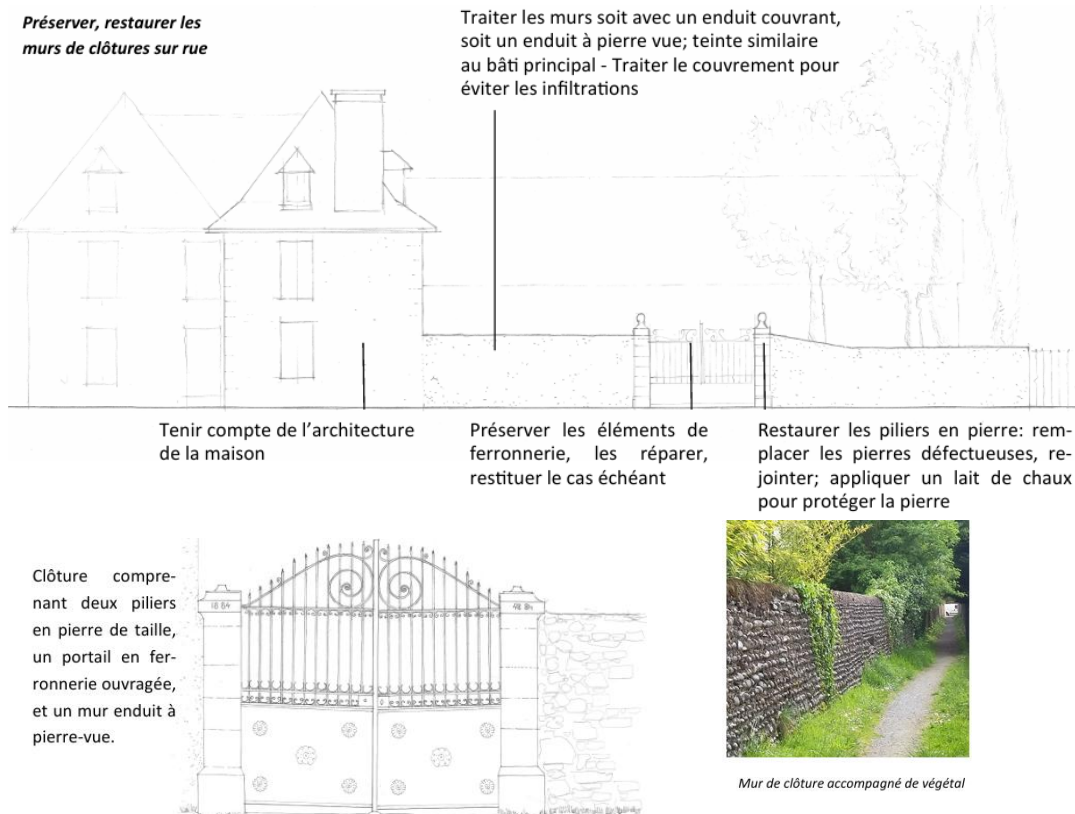 Préserver, restaurer les
murs de clôtures sur rue
Traiter les murs soit avec un enduit couvrant,
soit un enduit à pierre vue; teinte similaire
au bâti principal - Traiter le couvrement pour
éviter les infiltrations
Tenir compte de l'architecture
de la maison
Préserver les éléments de
ferronnerie, les réparer,
restituer le cas échéant
Restaurer les piliers en pierre: rem-
placer les pierres défectueuses, re-
jointer; appliquer un lait de chaux
pour protéger la pierre
Clôture compre-
nant deux piliers
en pierre de taille,
un portail en fer-
ronnerie ouvragée,
et un mur enduit à
pierre-vue.
1884
Mur de clôture accompagné de végétal